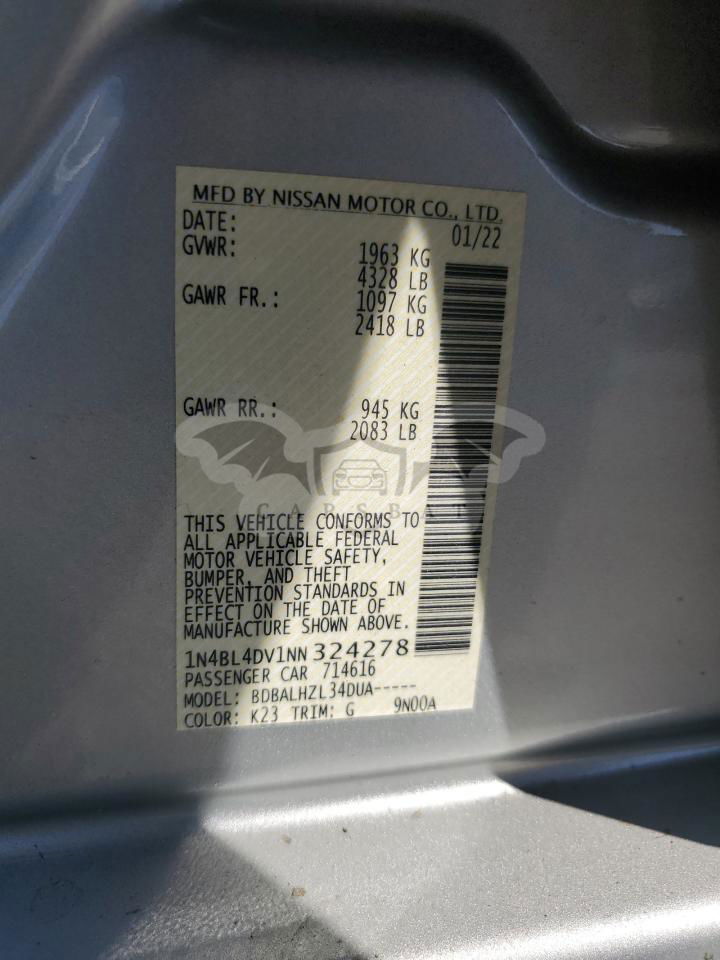 MFD BY NISSAN MOTOR CO., LTD.
DATE: 01/22
GVWR: 1963 KG
4328 LB
GAWR FR.: 1097 KG
2418 LB
GAWR RR.: 945 KG
2083 LB
CARSBAT
THIS VEHICLE CONFORMS TO
ALL APPLICABLE FEDERAL
MOTOR VEHICLE SAFETY,
BUMPER, AND THEFT
PREVENTION STANDARDS IN
EFFECT ON THE DATE OF
MANUFACTURE SHOWN ABOVE.
1N4BL4DV1NN324278
PASSENGER CAR 714616
MODEL: BDBALHZL34DUA-----
COLOR: K23 TRIM: G 9N00A